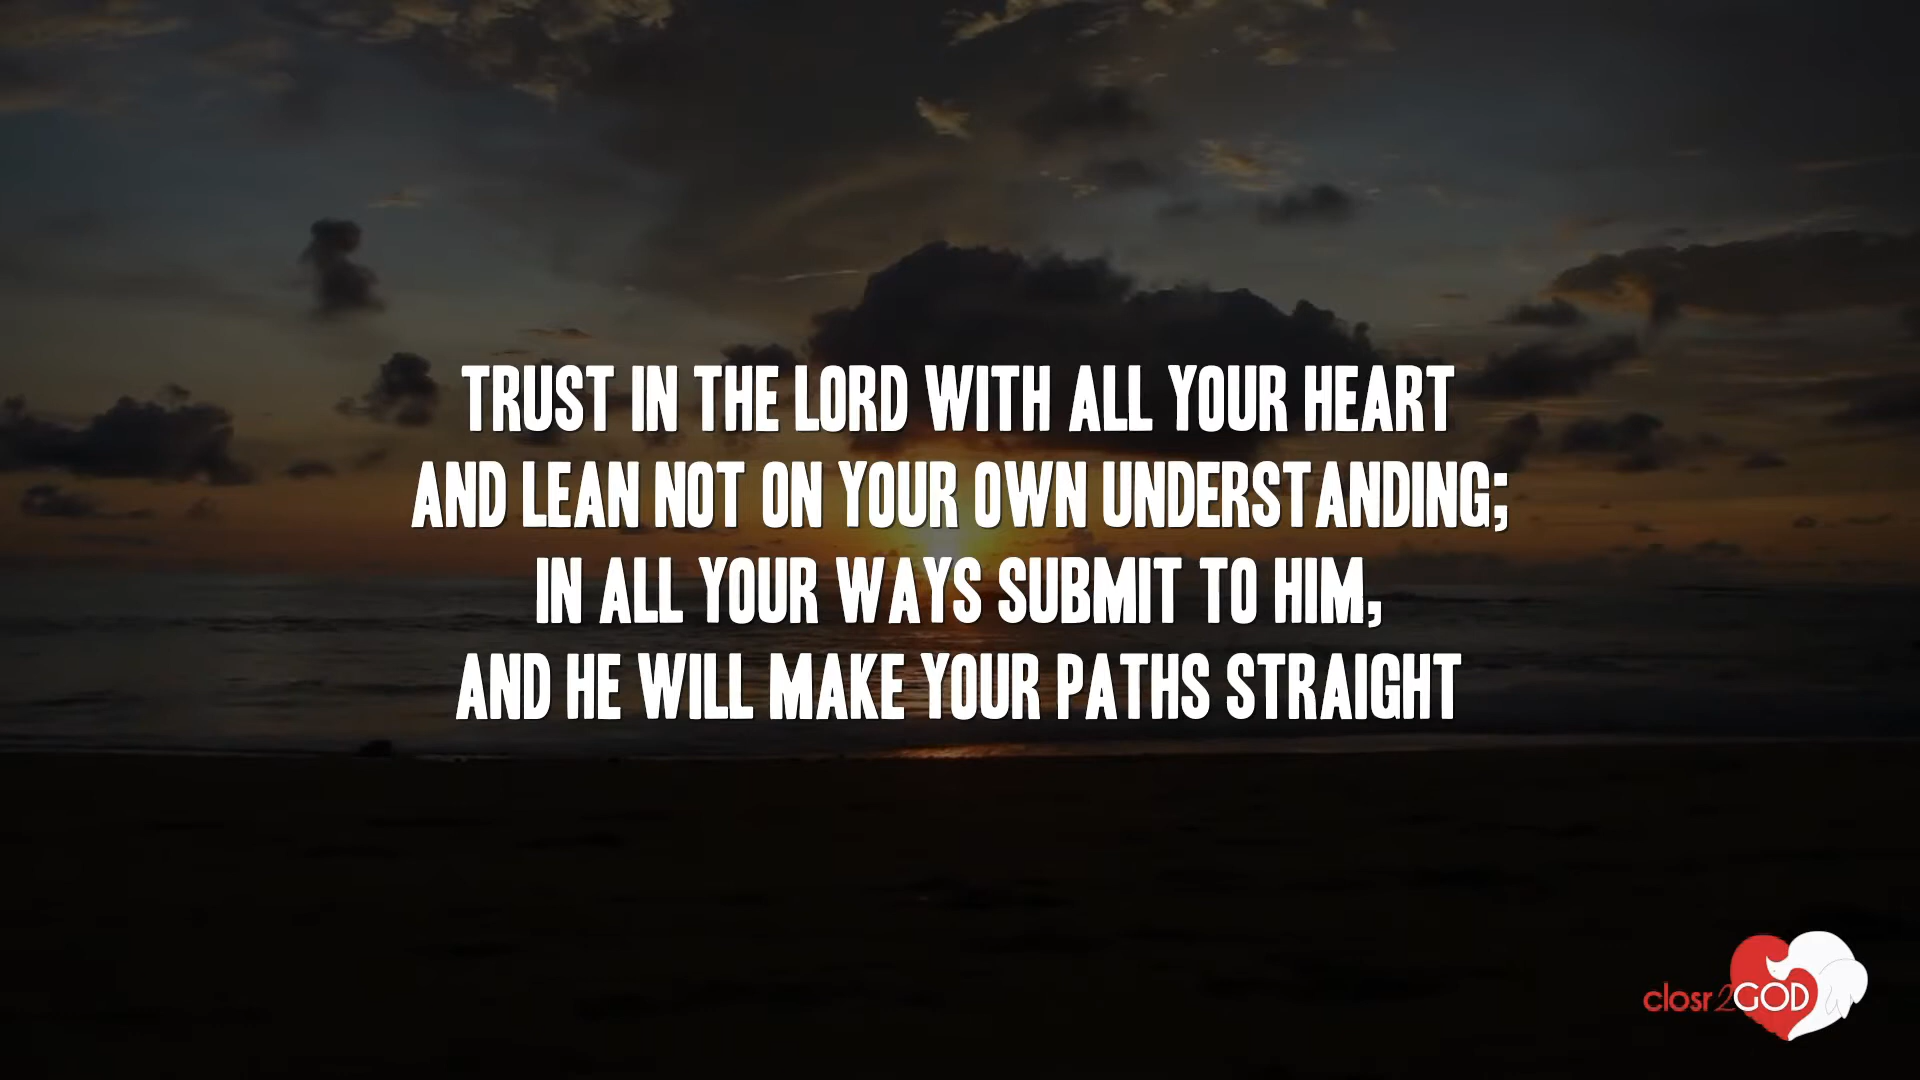 TRUST IN THE LORD WITH ALL YOUR HEART
AND LEAN NOT ON YOUR OWN UNDERSTANDING;
IN ALL YOUR WAYS SUBMIT TO HIM,
AND HE WILL MAKE YOUR PATHS STRAIGHT
closr2GOD